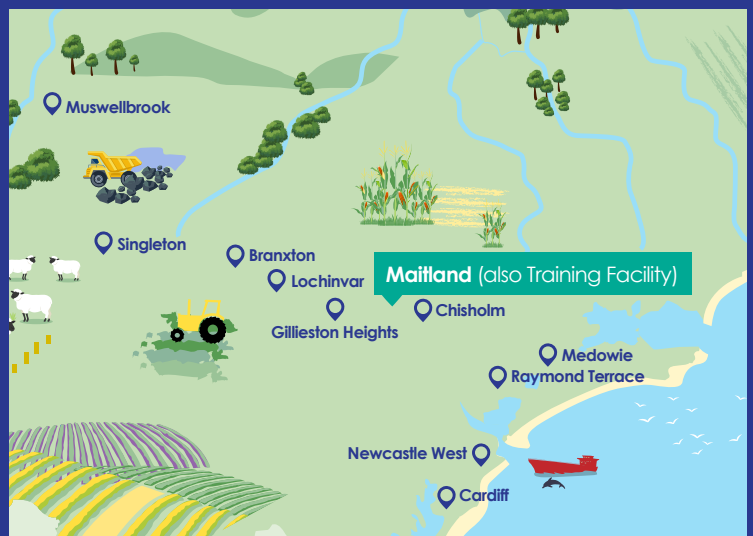 Muswellbrook
Singleton
Branxton
Lochinvar
Maitland (also Training Facility)
Chisholm
Gillieston Heights
Medowie
Raymond Terrace
Newcastle West
Cardiff